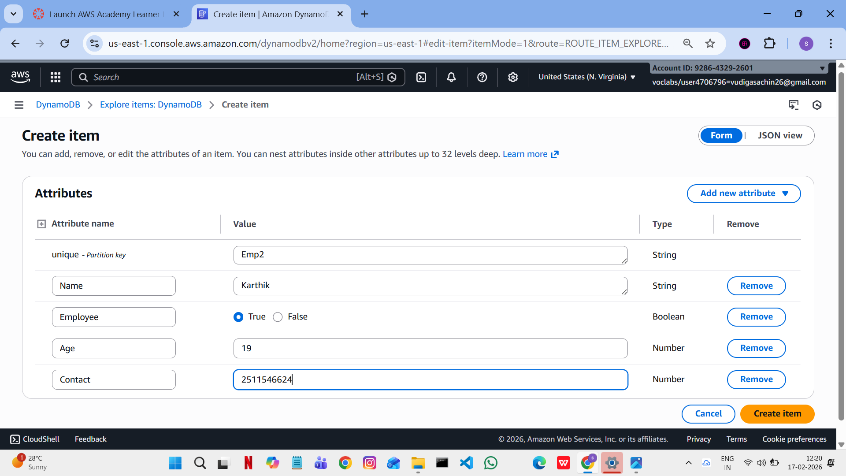 Launch AWS Academy Learner
Create item | Amazon Dynamo
us-east-1.console.aws.amazon.com/dynamodbv2/home?region=us-east-1#edit-item?itemMode=1&route=ROUTE_ITEM_EXPLORE...
S
aws
Search
[Alt+S]
United States (N. Virginia)
Account ID: 9286-4329-2601
voclabs/user4706796=vudigasachin26@gmail.com
DynamoDB
Explore items: DynamoDB
Create item
Create item
Form
JSON view
You can add, remove, or edit the attributes of an item. You can nest attributes inside other attributes up to 32 levels deep. Learn more
Attributes
Add new attribute
Attribute name Value Type Remove
unique - Partition key Emp2 String
Name Karthik String Remove
Employee True False Boolean Remove
Age 19 Number Remove
Contact 2511546624 Number Remove
Cancel Create item
CloudShell Feedback © 2026, Amazon Web Services, Inc. or its affiliates. Privacy Terms Cookie preferences
28°C
Sunny
ENG
IN
12:20
17-02-2026